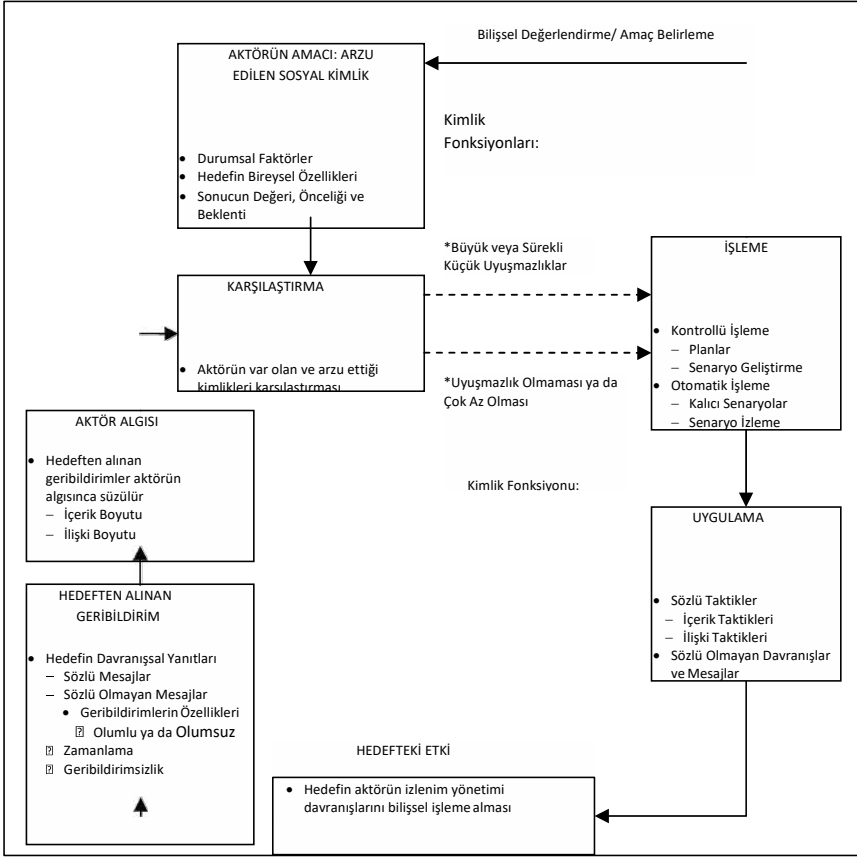 Bilişsel Değerlendirme/ Amaç Belirleme
AKTÖRÜN AMACI: ARZU
EDİLEN SOSYAL KİMLİK
• Durumsal Faktörler
• Hedefin Bireysel Özellikleri
• Sonucun Değeri, Önceliği ve
Beklenti
Kimlik
Fonksiyonları:
*Büyük veya Sürekli
Küçük Uyuşmazlıklar
KARŞILAŞTIRMA
• Aktörün var olan ve arzu ettiği
kimlikleri karşılaştırması
*Uyuşmazlık Olmaması ya da
Çok Az Olması
İŞLEME
• Kontrollü İşleme
– Planlar
– Senaryo Geliştirme
• Otomatik İşleme
– Kalıcı Senaryolar
– Senaryo İzleme
Kimlik Fonksiyonu:
AKTÖR ALGISI
• Hedeften alınan
geribildirimler aktörün
algısınca süzülür
– İçerik Boyutu
– İlişki Boyutu
UYGULAMA
• Sözlü Taktikler
– İçerik Taktikleri
– İlişki Taktikleri
• Sözlü Olmayan Davranışlar
ve Mesajlar
HEDEFTEN ALINAN
GERİBİLDİRİM
• Hedefin Davranışsal Yanıtları
– Sözlü Mesajlar
– Sözlü Olmayan Mesajlar
• Geribildirimlerin Özellikleri
Olumlu ya da Olumsuz
Zamanlama
Geribildirimsizlik
HEDEFTEKİ ETKİ
• Hedefin aktörün izlenim yönetimi
davranışlarını bilişsel işleme alması